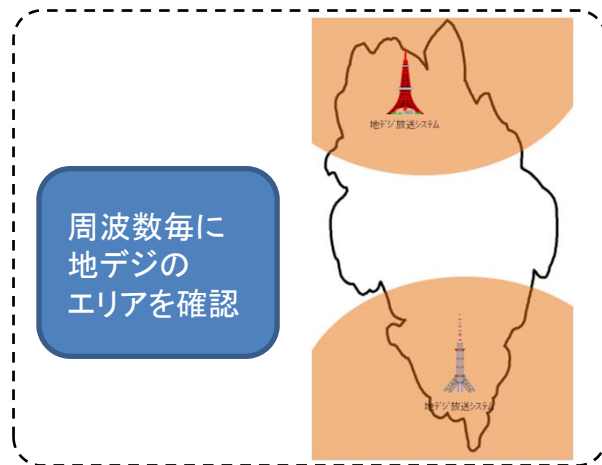 地デジ放送システム
周波数毎に
地デジの
エリアを確認
地デジ放送システム